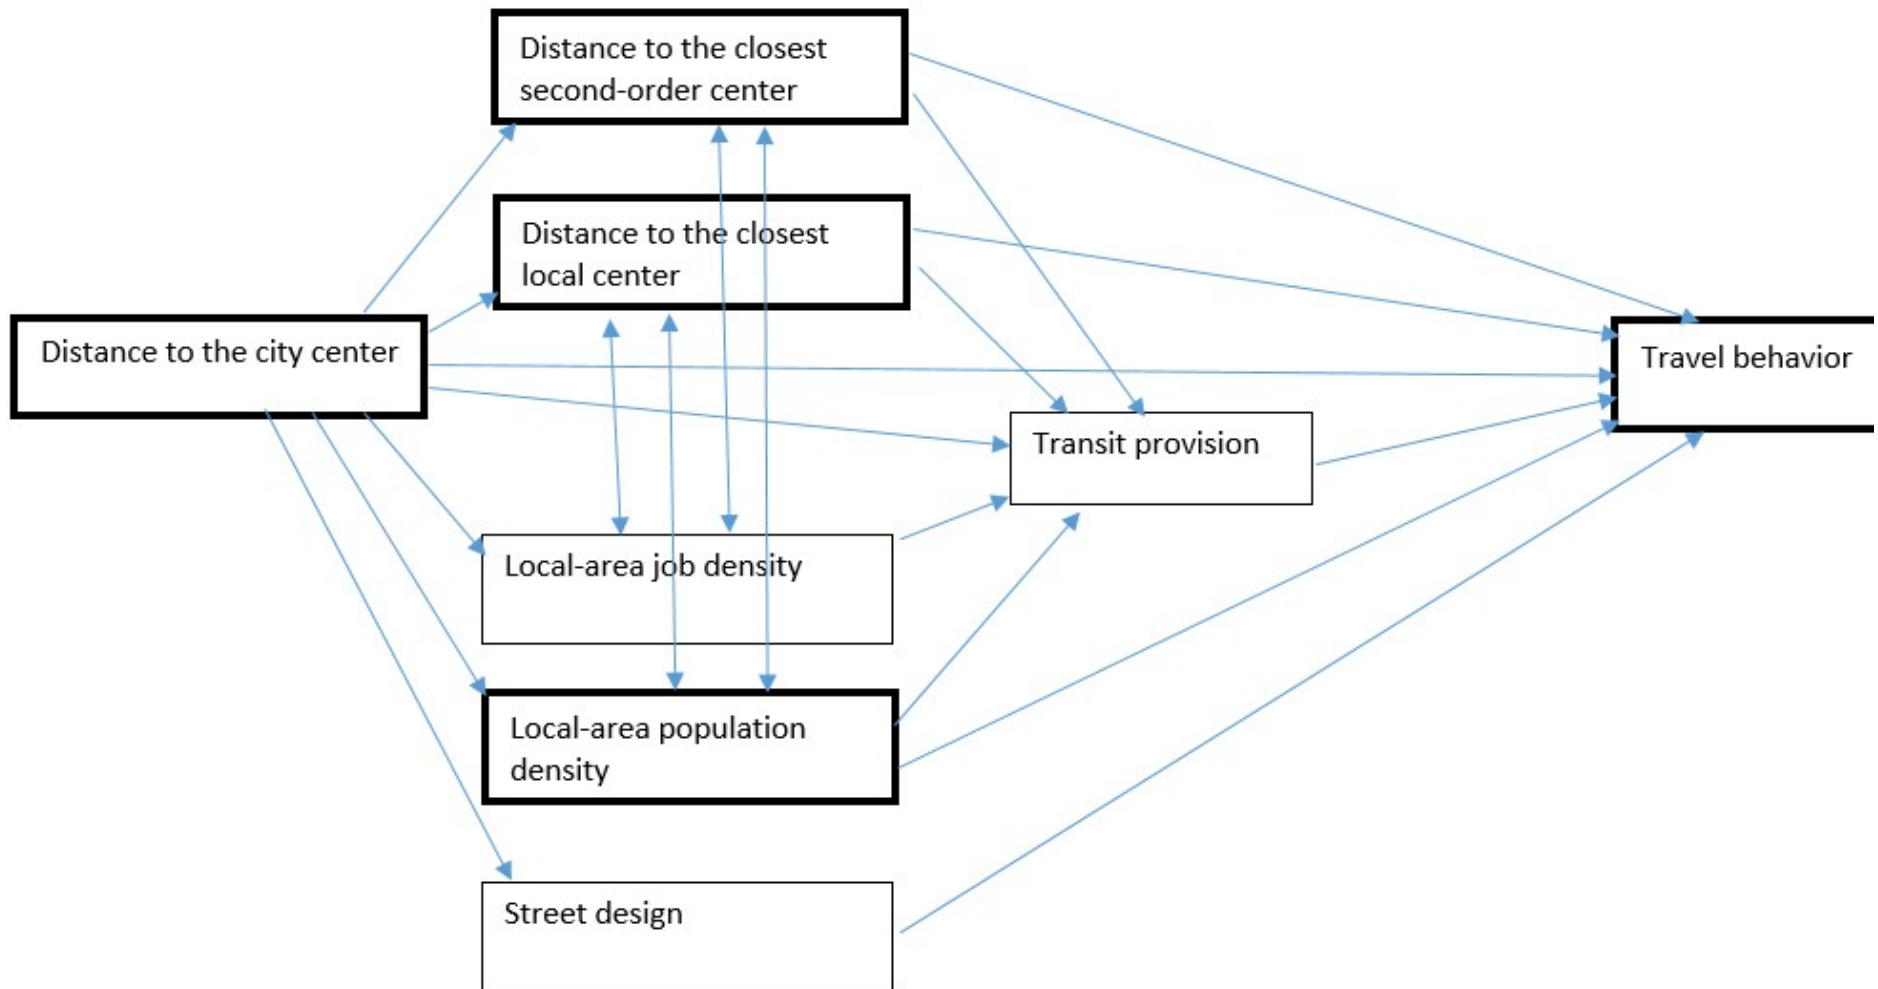 Distance to the closest
second-order center
Distance to the closest
local center
Distance to the city center
Travel behavior
Transit provision
Local-area job density
Local-area population
density
Street design